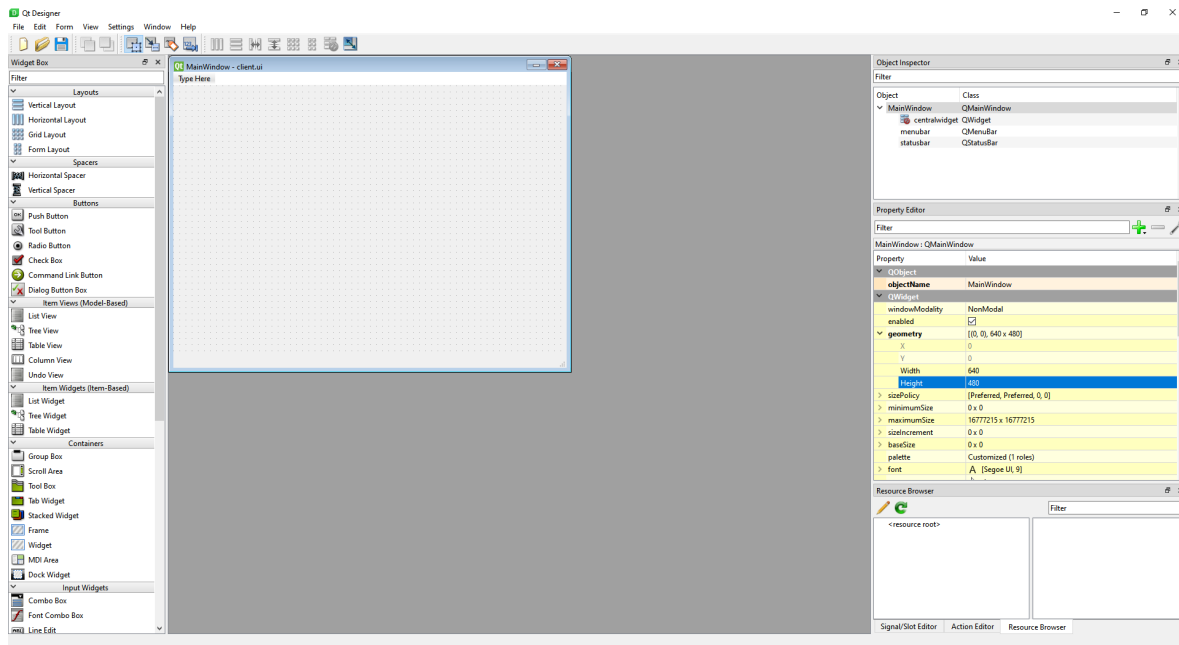 Qt Designer
File Edit Form View Settings Window Help
Widget Box
Filter
Layouts
Vertical Layout
Horizontal Layout
Grid Layout
Form Layout
Spacers
Horizontal Spacer
Vertical Spacer
Buttons
Push Button
Tool Button
Radio Button
Check Box
Command Link Button
Dialog Button Box
Item Views (Model-Based)
List View
Tree View
Table View
Column View
Undo View
Item Widgets (Item-Based)
List Widget
Tree Widget
Table Widget
Containers
Group Box
Scroll Area
Tool Box
Tab Widget
Stacked Widget
Frame
Widget
MDI Area
Dock Widget
Input Widgets
Combo Box
Font Combo Box
Line Edit
MainWindow - client.ui
Type Here
Object Inspector
Filter
Object Class
MainWindow QMainWindow
centralwidget QWidget
menubar QMenuBar
statusbar QStatusBar
Property Editor
Filter
MainWindow : QMainWindow
Property Value
QObject
objectName MainWindow
QWidget
windowModality NonModal
enabled
geometry [(0, 0), 640 x 480]
X 0
Y 0
Width 640
Height 480
sizePolicy [Preferred, Preferred, 0, 0]
minimumSize 0 x 0
maximumSize 16777215 x 16777215
sizeIncrement 0 x 0
baseSize 0 x 0
palette Customized (1 roles)
font A [Segoe UI, 9]
Resource Browser
Filter
<resource root>
Signal/Slot Editor Action Editor Resource Browser